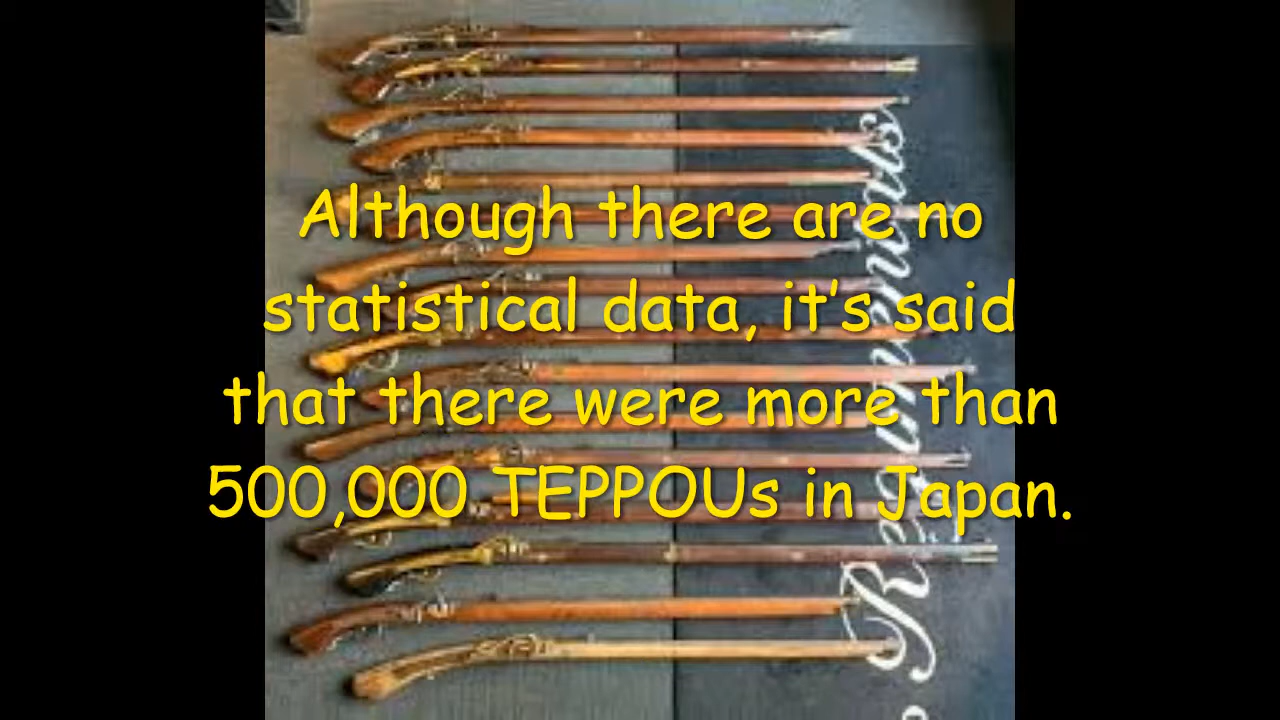 Although there are no
statistical data, it’s said
that there were more than
500,000 TEPPOUs in Japan.